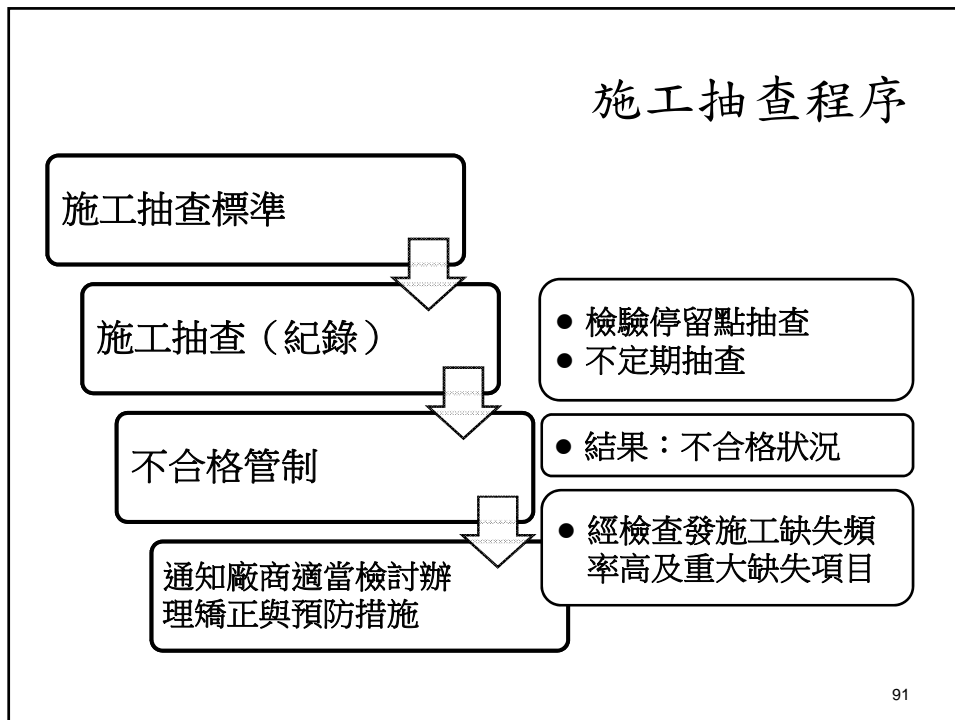 施工抽查程序
施工抽查標準
施工抽查（紀錄）
● 檢驗停留點抽查
● 不定期抽查
不合格管制
● 結果：不合格狀況
通知廠商適當檢討辦
理矯正與預防措施
● 經檢查發施工缺失頻
率高及重大缺失項目
91